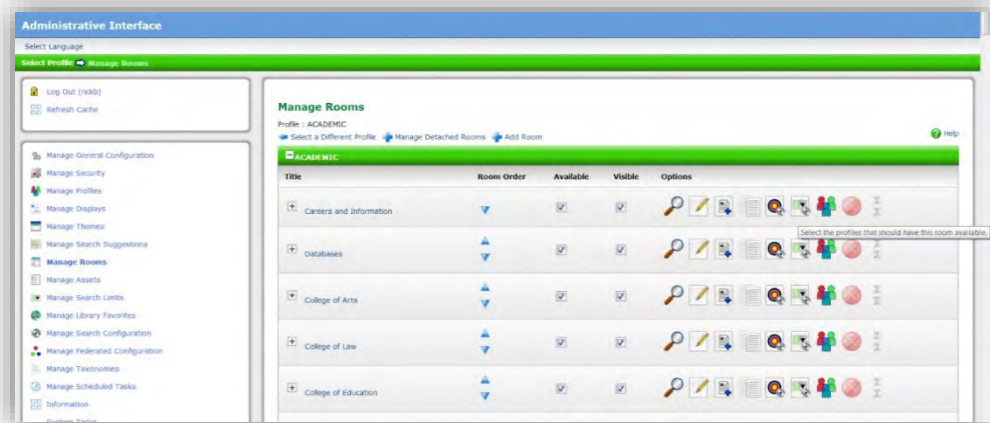 Administrative Interface
Select Language
Select Profile Manage Rooms
Log Out (rickb)
Refresh Cache
Manage General Configuration
Manage Security
Manage Profiles
Manage Displays
Manage Themes
Manage Search Suggestions
Manage Rooms
Manage Assets
Manage Search Limits
Manage Library Favorites
Manage Search Configuration
Manage Federated Configuration
Manage Taxonomies
Manage Scheduled Tasks
Information
System Tasks
Manage Rooms
Profile : ACADEMIC
Select a Different Profile Manage Detached Rooms Add Room
Help
ACADEMIC
Title Room Order Available Visible Options
Careers and Information
Select the profiles that should have this room available.
Databases
College of Arts
College of Law
College of Education